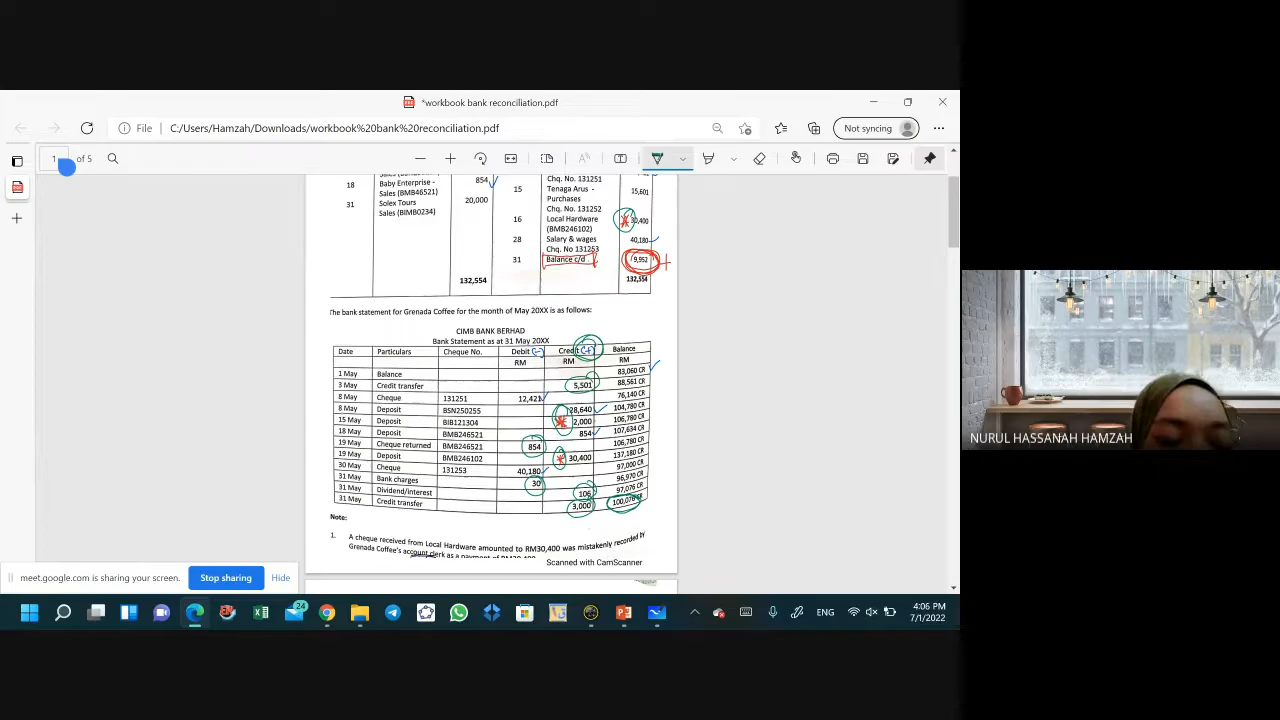 *workbook bank reconciliation.pdf
File C:/Users/Hamzah/Downloads/workbook%20bank%20reconciliation.pdf Not syncing
1 of 5
18 Baby Enterprise - 854
Sales (BMB46521)
31 Solex Tours 20,000
Sales (BIMB0234)
132,554
Chq. No. 131251
15 Tenaga Arus - 15,601
Purchases
Chq. No. 131252
16 Local Hardware 30,400
(BMB246102)
28 Salary & wages 40,180
Chq. No 131253
31 Balance c/d 9,952 +
132,554
The bank statement for Grenada Coffee for the month of May 20XX is as follows:
CIMB BANK BERHAD
Bank Statement as at 31 May 20XX
Date Particulars Cheque No. Debit (-) Credit (+) Balance
RM RM RM
1 May Balance 83,060 CR
3 May Credit transfer 5,501 88,561 CR
8 May Cheque 131251 12,421 76,140 CR
8 May Deposit BSN250255 28,640 104,780 CR
15 May Deposit BIB121304 2,000 106,780 CR
18 May Deposit BMB246521 854 107,634 CR
19 May Cheque returned BMB246521 854 106,780 CR
19 May Deposit BMB246102 30,400 137,180 CR
30 May Cheque 131253 40,180 97,000 CR
31 May Bank charges 30 96,970 CR
31 May Dividend/interest 106 97,076 CR
31 May Credit transfer 3,000 100,076 CR
Note:
1. A cheque received from Local Hardware amounted to RM30,400 was mistakenly recorded by
Grenada Coffee's account clerk as a payment of RM30,400
Scanned with CamScanner
meet.google.com is sharing your screen. Stop sharing Hide
NURUL HASSANAH HAMZAH
24
ENG
4:06 PM
7/1/2022